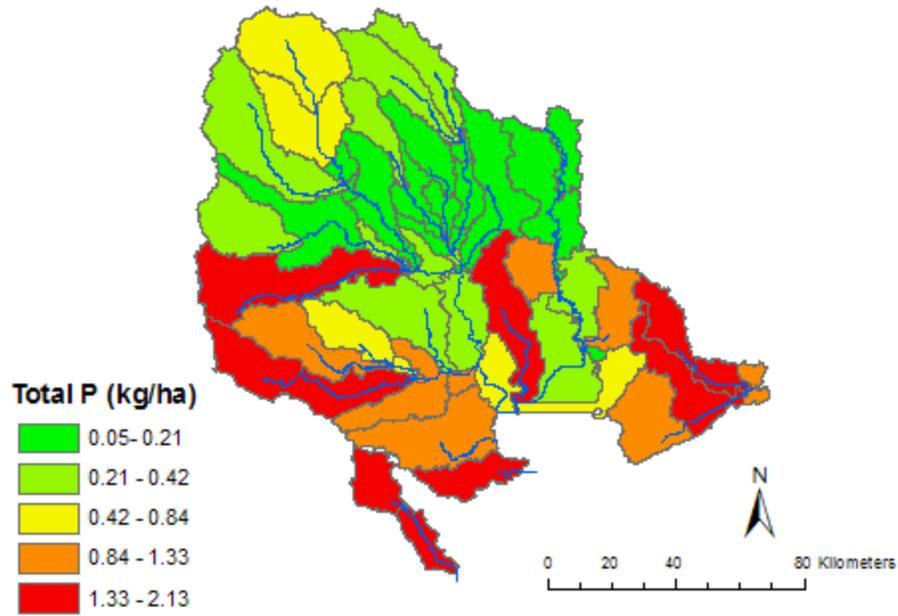 Total P (kg/ha)
0.05- 0.21
0.21 - 0.42
0.42 - 0.84
0.84 - 1.33
1.33 - 2.13
N
0 20 40 80 Kilometers